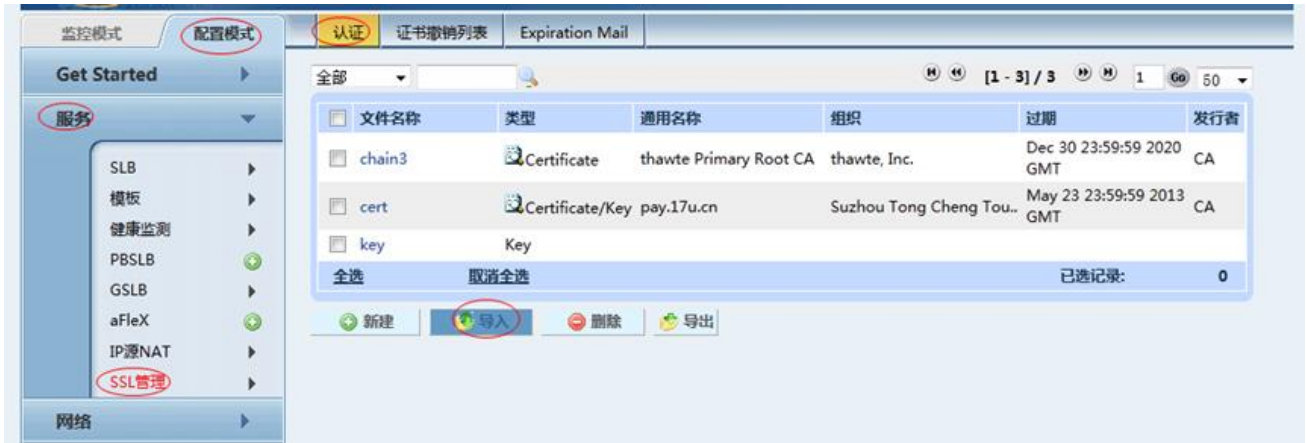 监控模式 配置模式 认证 证书撤销列表 Expiration Mail
Get Started
全部 [1 - 3] / 3 1 Go 50
服务
文件名称 类型 通用名称 组织 过期 发行者
chain3 Certificate thawte Primary Root CA thawte, Inc. Dec 30 23:59:59 2020 GMT CA
cert Certificate/Key pay.17u.cn Suzhou Tong Cheng Tou.. May 23 23:59:59 2013 GMT CA
key Key
全选 取消全选 已选记录: 0
新建 导入 删除 导出
SLB
模板
健康监测
PBSLB
GSLB
aFleX
IP源NAT
SSL管理
网络